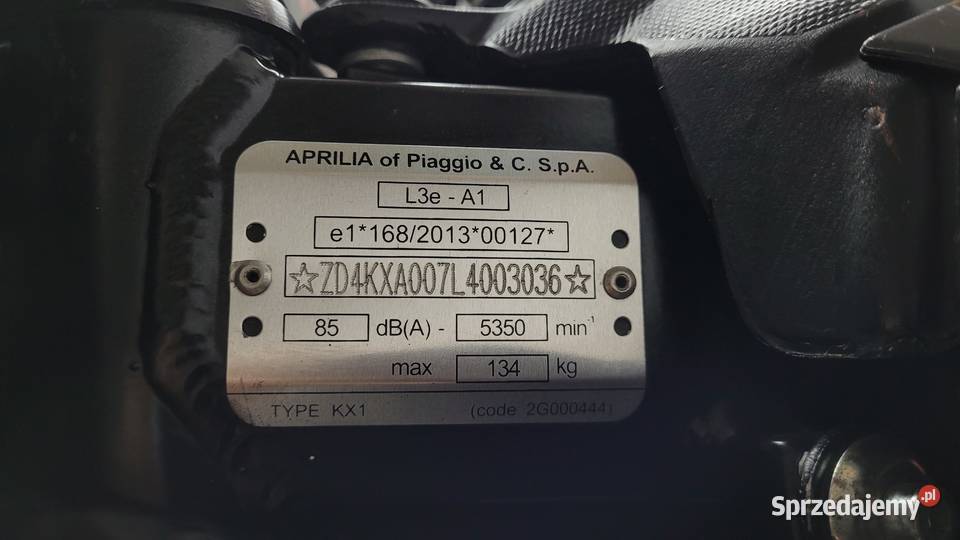 APRILIA of Piaggio & C. S.p.A.
L3e - A1
e1*168/2013*00127*
☆ZD4KXA007L4003036☆
85 dB(A) - 5350 min⁻¹
max 134 kg
TYPE KX1 (code 2G000444)
Sprzedajemy.pl